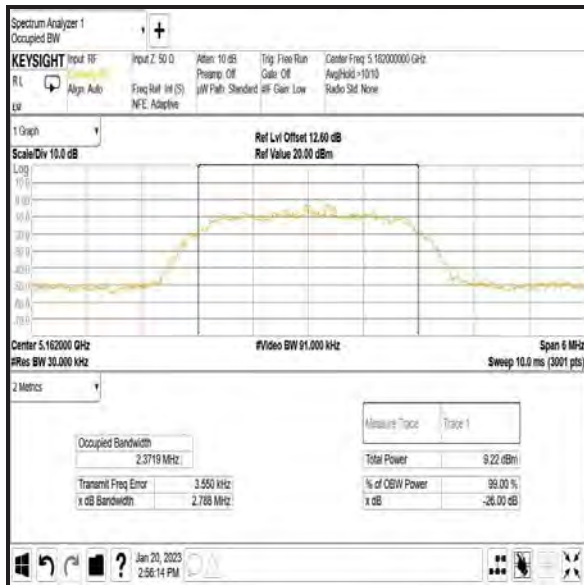 Spectrum Analyzer 1
Occupied BW
+
KEYSIGHT Input: RF
R L
Align: Auto
Input Z: 50 Ω
Freq Ref: Int (S)
NFE: Adaptive
Atten: 10 dB
Preamp: Off
µW Path: Standard
Trig: Free Run
Gate: Off
#IF Gain: Low
Center Freq: 5.162000000 GHz
Avg|Hold:>10/10
Radio Std: None
1 Graph
Scale/Div 10.0 dB
Ref Lvl Offset 12.60 dB
Ref Value 20.00 dBm
Log
Center 5.162000 GHz
#Video BW 91.000 kHz
Span 6 MHz
#Res BW 30.000 kHz
Sweep 10.0 ms (3001 pts)
2 Metrics
Measure Trace Trace 1
Occupied Bandwidth
2.3719 MHz
Total Power 9.22 dBm
Transmit Freq Error 3.550 kHz
% of OBW Power 99.00 %
x dB Bandwidth 2.788 MHz
x dB -26.00 dB
?
Jan 20, 2023
2:56:14 PM